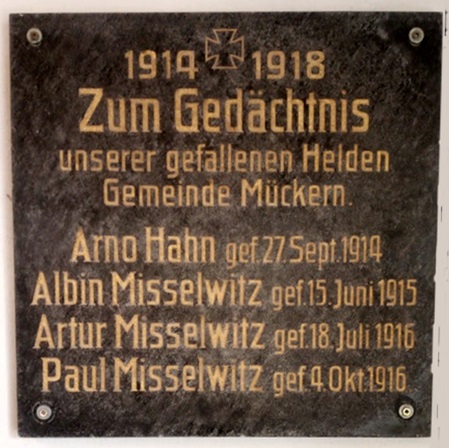 1914 1918
Zum Gedächtnis
unserer gefallenen Helden
Gemeinde Mückern.
Arno Hahn gef. 27. Sept. 1914
Albin Misselwitz gef. 15. Juni 1915
Artur Misselwitz gef. 18. Juli 1916
Paul Misselwitz gef. 4. Okt. 1916